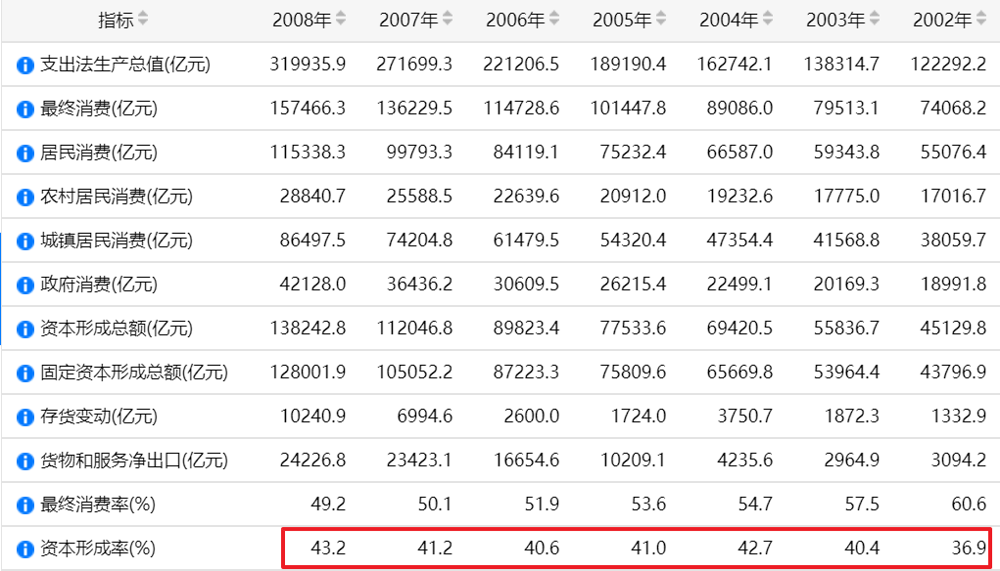 指标 2008年 2007年 2006年 2005年 2004年 2003年 2002年
支出法生产总值(亿元) 319935.9 271699.3 221206.5 189190.4 162742.1 138314.7 122292.2
最终消费(亿元) 157466.3 136229.5 114728.6 101447.8 89086.0 79513.1 74068.2
居民消费(亿元) 115338.3 99793.3 84119.1 75232.4 66587.0 59343.8 55076.4
农村居民消费(亿元) 28840.7 25588.5 22639.6 20912.0 19232.6 17775.0 17016.7
城镇居民消费(亿元) 86497.5 74204.8 61479.5 54320.4 47354.4 41568.8 38059.7
政府消费(亿元) 42128.0 36436.2 30609.5 26215.4 22499.1 20169.3 18991.8
资本形成总额(亿元) 138242.8 112046.8 89823.4 77533.6 69420.5 55836.7 45129.8
固定资本形成总额(亿元) 128001.9 105052.2 87223.3 75809.6 65669.8 53964.4 43796.9
存货变动(亿元) 10240.9 6994.6 2600.0 1724.0 3750.7 1872.3 1332.9
货物和服务净出口(亿元) 24226.8 23423.1 16654.6 10209.1 4235.6 2964.9 3094.2
最终消费率(%) 49.2 50.1 51.9 53.6 54.7 57.5 60.6
资本形成率(%) 43.2 41.2 40.6 41.0 42.7 40.4 36.9